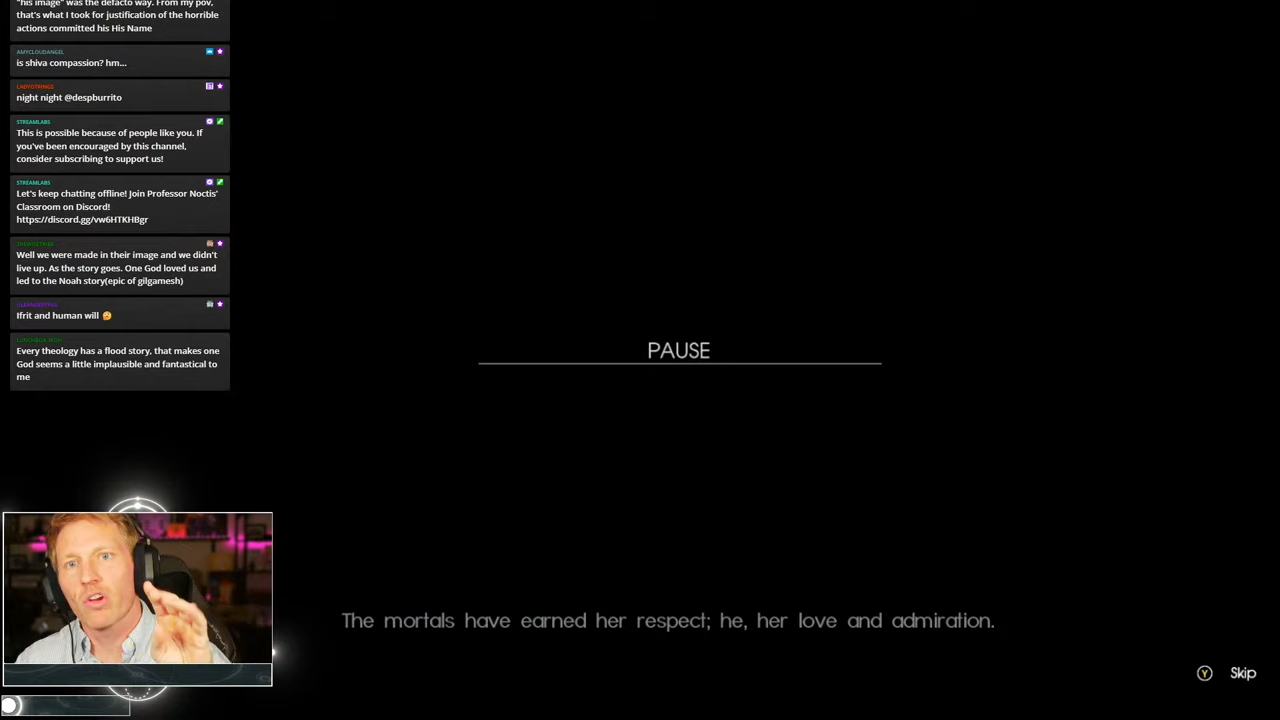 "his image" was the defacto way. From my pov,
that's what I took for justification of the horrible
actions committed his His Name
AMYCLOUDANGEL
is shiva compassion? hm...
night night @despburrito
STREAMLABS
This is possible because of people like you. If
you've been encouraged by this channel,
consider subscribing to support us!
STREAMLABS
Let's keep chatting offline! Join Professor Noctis'
Classroom on Discord!
https://discord.gg/vw6HTKHBgr
Well we were made in their image and we didn't
live up. As the story goes. One God loved us and
led to the Noah story(epic of gilgamesh)
Ifrit and human will
Every theology has a flood story, that makes one
God seems a little implausible and fantastical to
me
PAUSE
The mortals have earned her respect; he, her love and admiration.
Y Skip